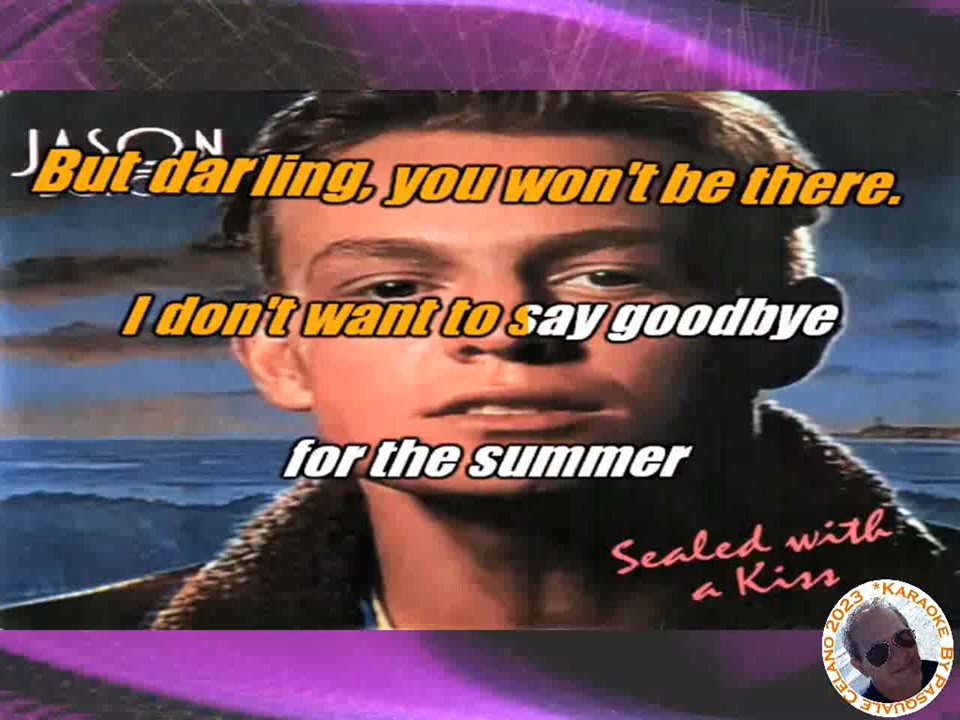 JASON
But darling, you won't be there.
I don't want to say goodbye
for the summer
Sealed with
a Kiss
*KARAOKE BY PASQUALE CELANO 2023